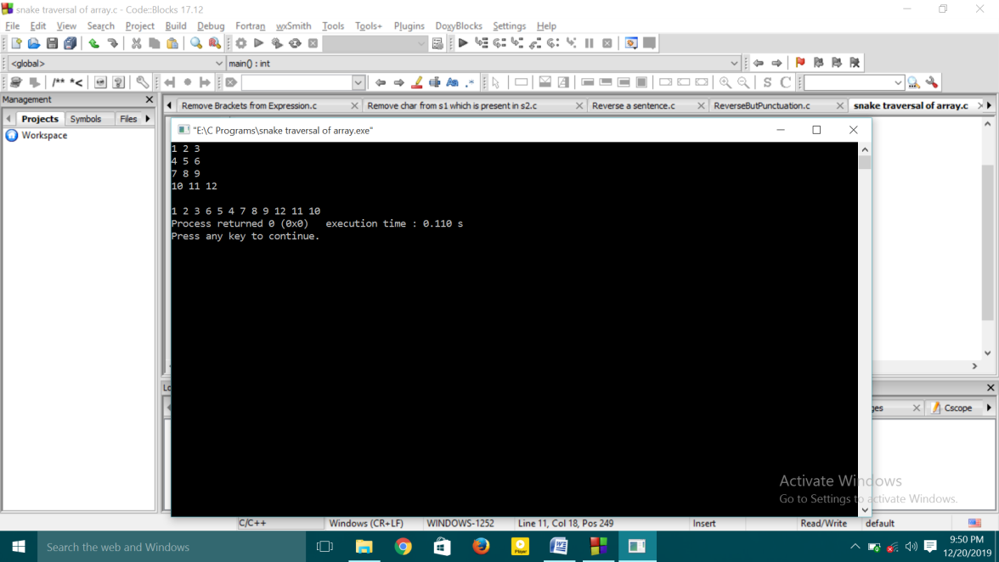 snake traversal of array.c - Code::Blocks 17.12
File Edit View Search Project Build Debug Fortran wxSmith Tools Tools+ Plugins DoxyBlocks Settings Help
<global> main() : int
/** *<
S C
Management
Remove Brackets from Expression.c Remove char from s1 which is present in s2.c Reverse a sentence.c ReverseButPunctuation.c snake traversal of array.c
Projects Symbols Files
"E:\C Programs\snake traversal of array.exe"
Workspace
1 2 3
4 5 6
7 8 9
10 11 12
1 2 3 6 5 4 7 8 9 12 11 10
Process returned 0 (0x0) execution time : 0.110 s
Press any key to continue.
Cscope
Activate Windows
Go to Settings to activate Windows.
C/C++ Windows (CR+LF) WINDOWS-1252 Line 11, Col 18, Pos 249 Insert Read/Write default
Search the web and Windows
9:50 PM
12/20/2019